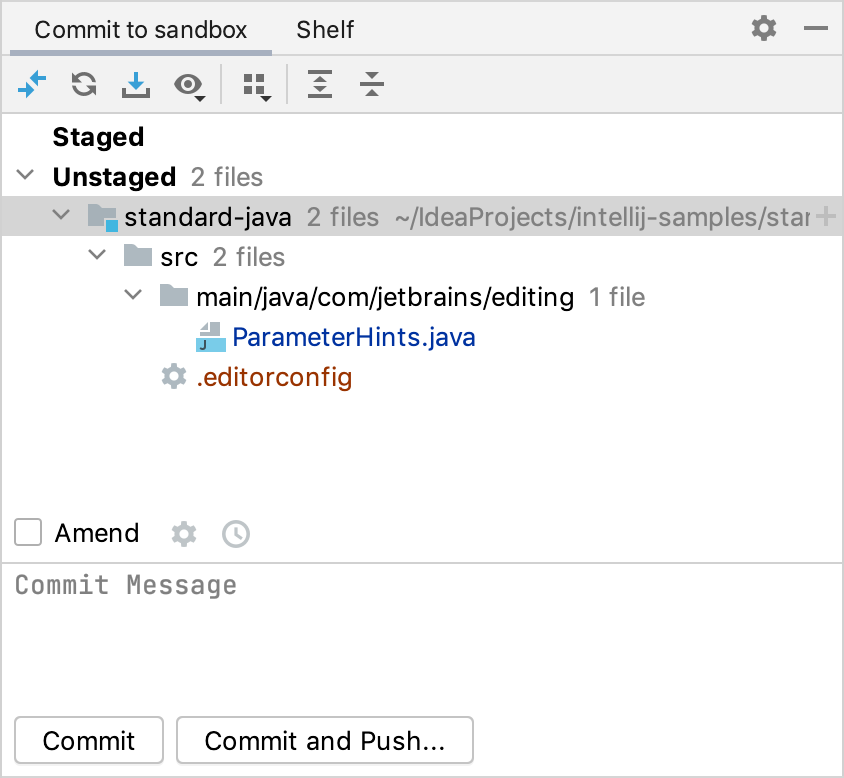 Commit to sandbox Shelf
Staged
Unstaged 2 files
standard-java 2 files ~/IdeaProjects/intellij-samples/star
src 2 files
main/java/com/jetbrains/editing 1 file
J ParameterHints.java
.editorconfig
Amend
Commit Message
Commit Commit and Push...